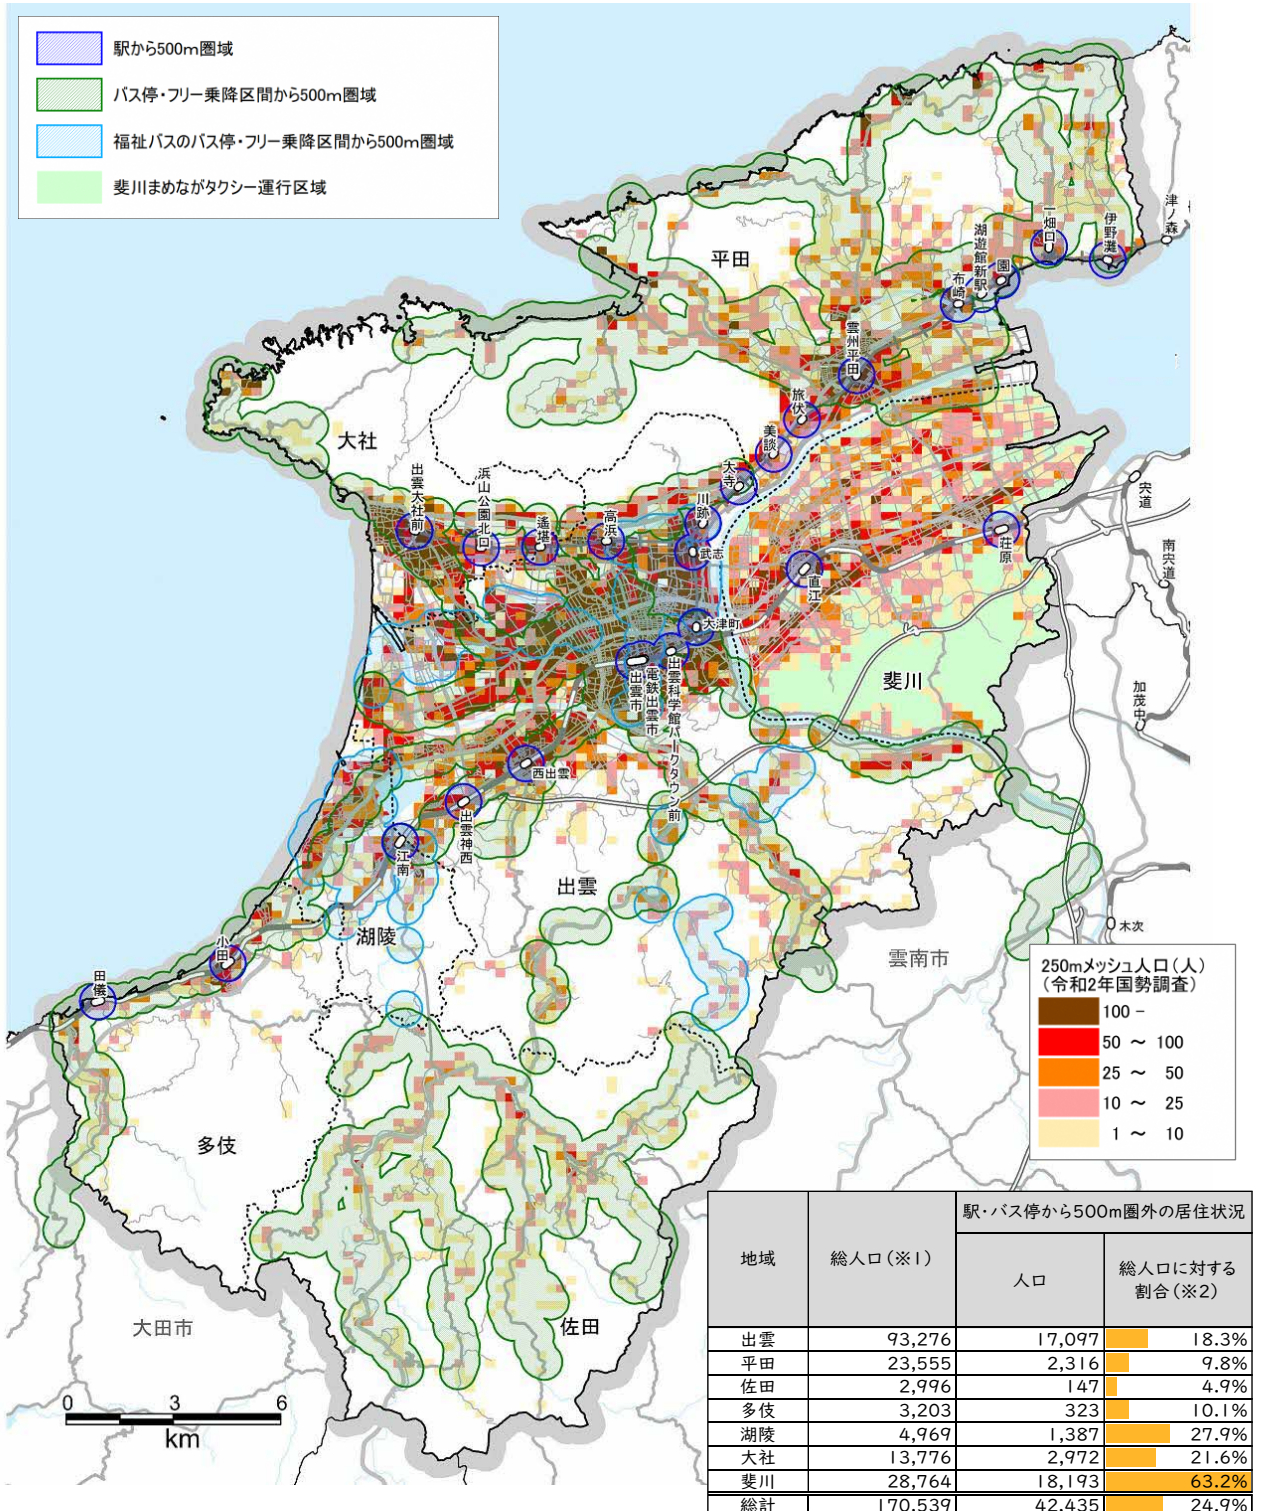 駅から500m圏域
バス停・フリー乗降区間から500m圏域
福祉バスのバス停・フリー乗降区間から500m圏域
斐川まめながタクシー運行区域
津ノ森
伊野灘
一畑口
園
湖遊館新駅
布崎
平田
雲州平田
旅伏
美談
大寺
川跡
武志
高浜
遙堪
浜山公園北口
出雲大社前
大社
宍道
南宍道
荘原
直江
大津町
出雲科学館パークタウン前
電鉄出雲市
出雲市
斐川
加茂中
西出雲
出雲神西
江南
出雲
湖陵
小田
田儀
木次
雲南市
多伎
佐田
大田市
250mメッシュ人口(人)
(令和2年国勢調査)
100 -
50 ～ 100
25 ～ 50
10 ～ 25
1 ～ 10
0 3 6
km
地域 総人口(※1) 駅・バス停から500m圏外の居住状況
人口 総人口に対する割合(※2)
出雲 93,276 17,097 18.3%
平田 23,555 2,316 9.8%
佐田 2,996 147 4.9%
多伎 3,203 323 10.1%
湖陵 4,969 1,387 27.9%
大社 13,776 2,972 21.6%
斐川 28,764 18,193 63.2%
総計 170,539 42,435 24.9%